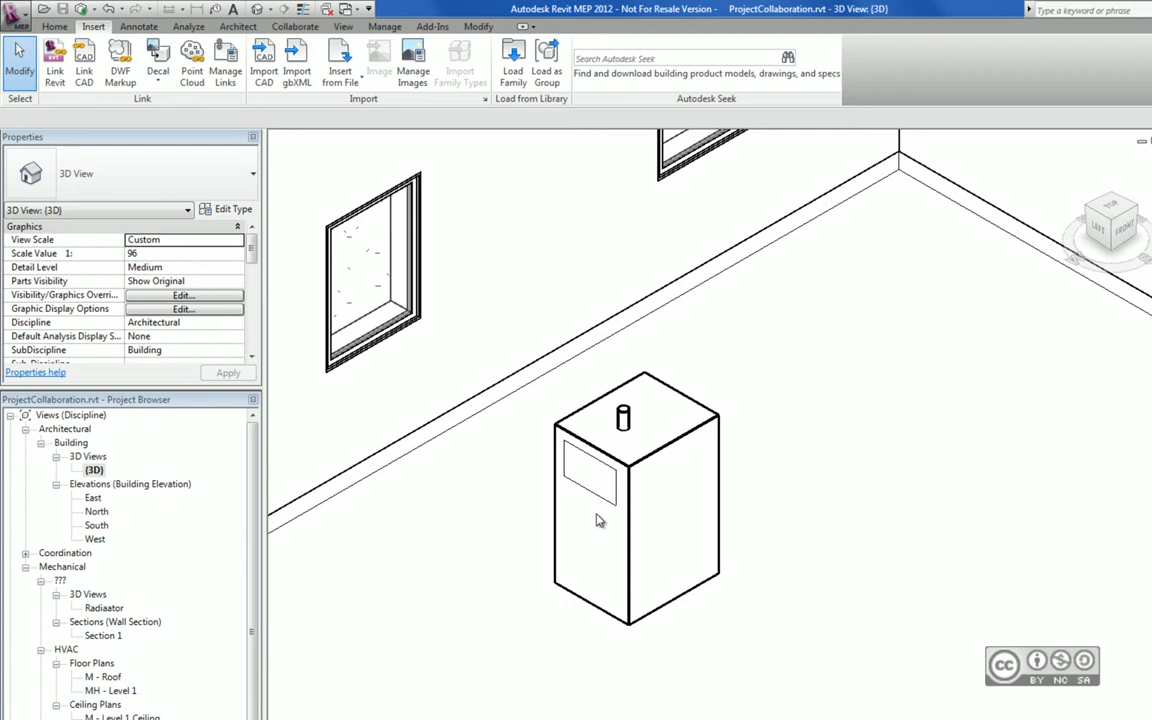 Autodesk Revit MEP 2012 - Not For Resale Version - ProjectCollaboration.rvt - 3D View: {3D}
Type a keyword or phrase
MEP
Home Insert Annotate Analyze Architect Collaborate View Manage Add-Ins Modify
Modify
Link Revit
Link CAD
DWF Markup
Decal
Point Cloud
Manage Links
Import CAD
Import gbXML
Insert from File
Image
Manage Images
Import Family Types
Load Family
Load as Group
Search Autodesk Seek
Find and download building product models, drawings, and specs
Select Link Import Load from Library Autodesk Seek
Properties
3D View
3D View: {3D} Edit Type
Graphics
View Scale Custom
Scale Value 1: 96
Detail Level Medium
Parts Visibility Show Original
Visibility/Graphics Overri... Edit...
Graphic Display Options Edit...
Discipline Architectural
Default Analysis Display S... None
SubDiscipline Building
Properties help Apply
ProjectCollaboration.rvt - Project Browser
Views (Discipline)
Architectural
Building
3D Views
{3D}
Elevations (Building Elevation)
East
North
South
West
Coordination
Mechanical
???
3D Views
Radiaator
Sections (Wall Section)
Section 1
HVAC
Floor Plans
M - Roof
MH - Level 1
Ceiling Plans
M - Level 1 Ceiling
TOP
LEFT FRONT
cc
BY NC SA